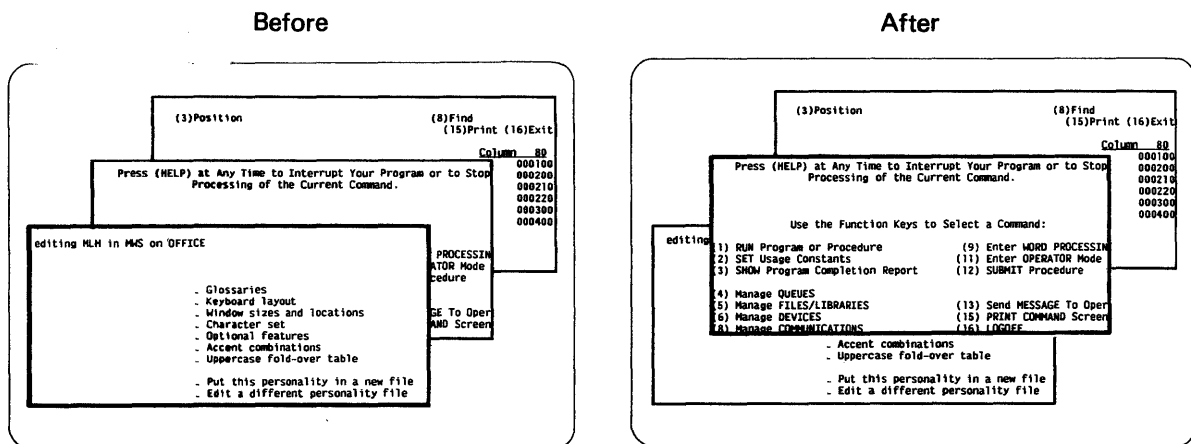 Before
(3)Position (8)Find
(15)Print (16)Exit
Column 80
000100
000200
000210
000220
000300
000400
Press (HELP) at Any Time to Interrupt Your Program or to Stop
Processing of the Current Command.
PROCESSIN
ATOR Mode
cedure
GE To Oper
AND Screen
editing MLH in MWS on OFFICE
- Glossaries
- Keyboard layout
- Window sizes and locations
- Character set
- Optional features
- Accent combinations
- Uppercase fold-over table
- Put this personality in a new file
- Edit a different personality file
After
(3)Position (8)Find
(15)Print (16)Exit
Column 80
000100
000200
000210
000220
000300
000400
Press (HELP) at Any Time to Interrupt Your Program or to Stop
Processing of the Current Command.
Use the Function Keys to Select a Command:
(1) RUN Program or Procedure (9) Enter WORD PROCESSIN
(2) SET Usage Constants (11) Enter OPERATOR Mode
(3) SHOW Program Completion Report (12) SUBMIT Procedure
(4) Manage QUEUES
(5) Manage FILES/LIBRARIES (13) Send MESSAGE To Oper
(6) Manage DEVICES (15) PRINT COMMAND Screen
(8) Manage COMMUNICATIONS (16) LOGOFF
editing
- Accent combinations
- Uppercase fold-over table
- Put this personality in a new file
- Edit a different personality file